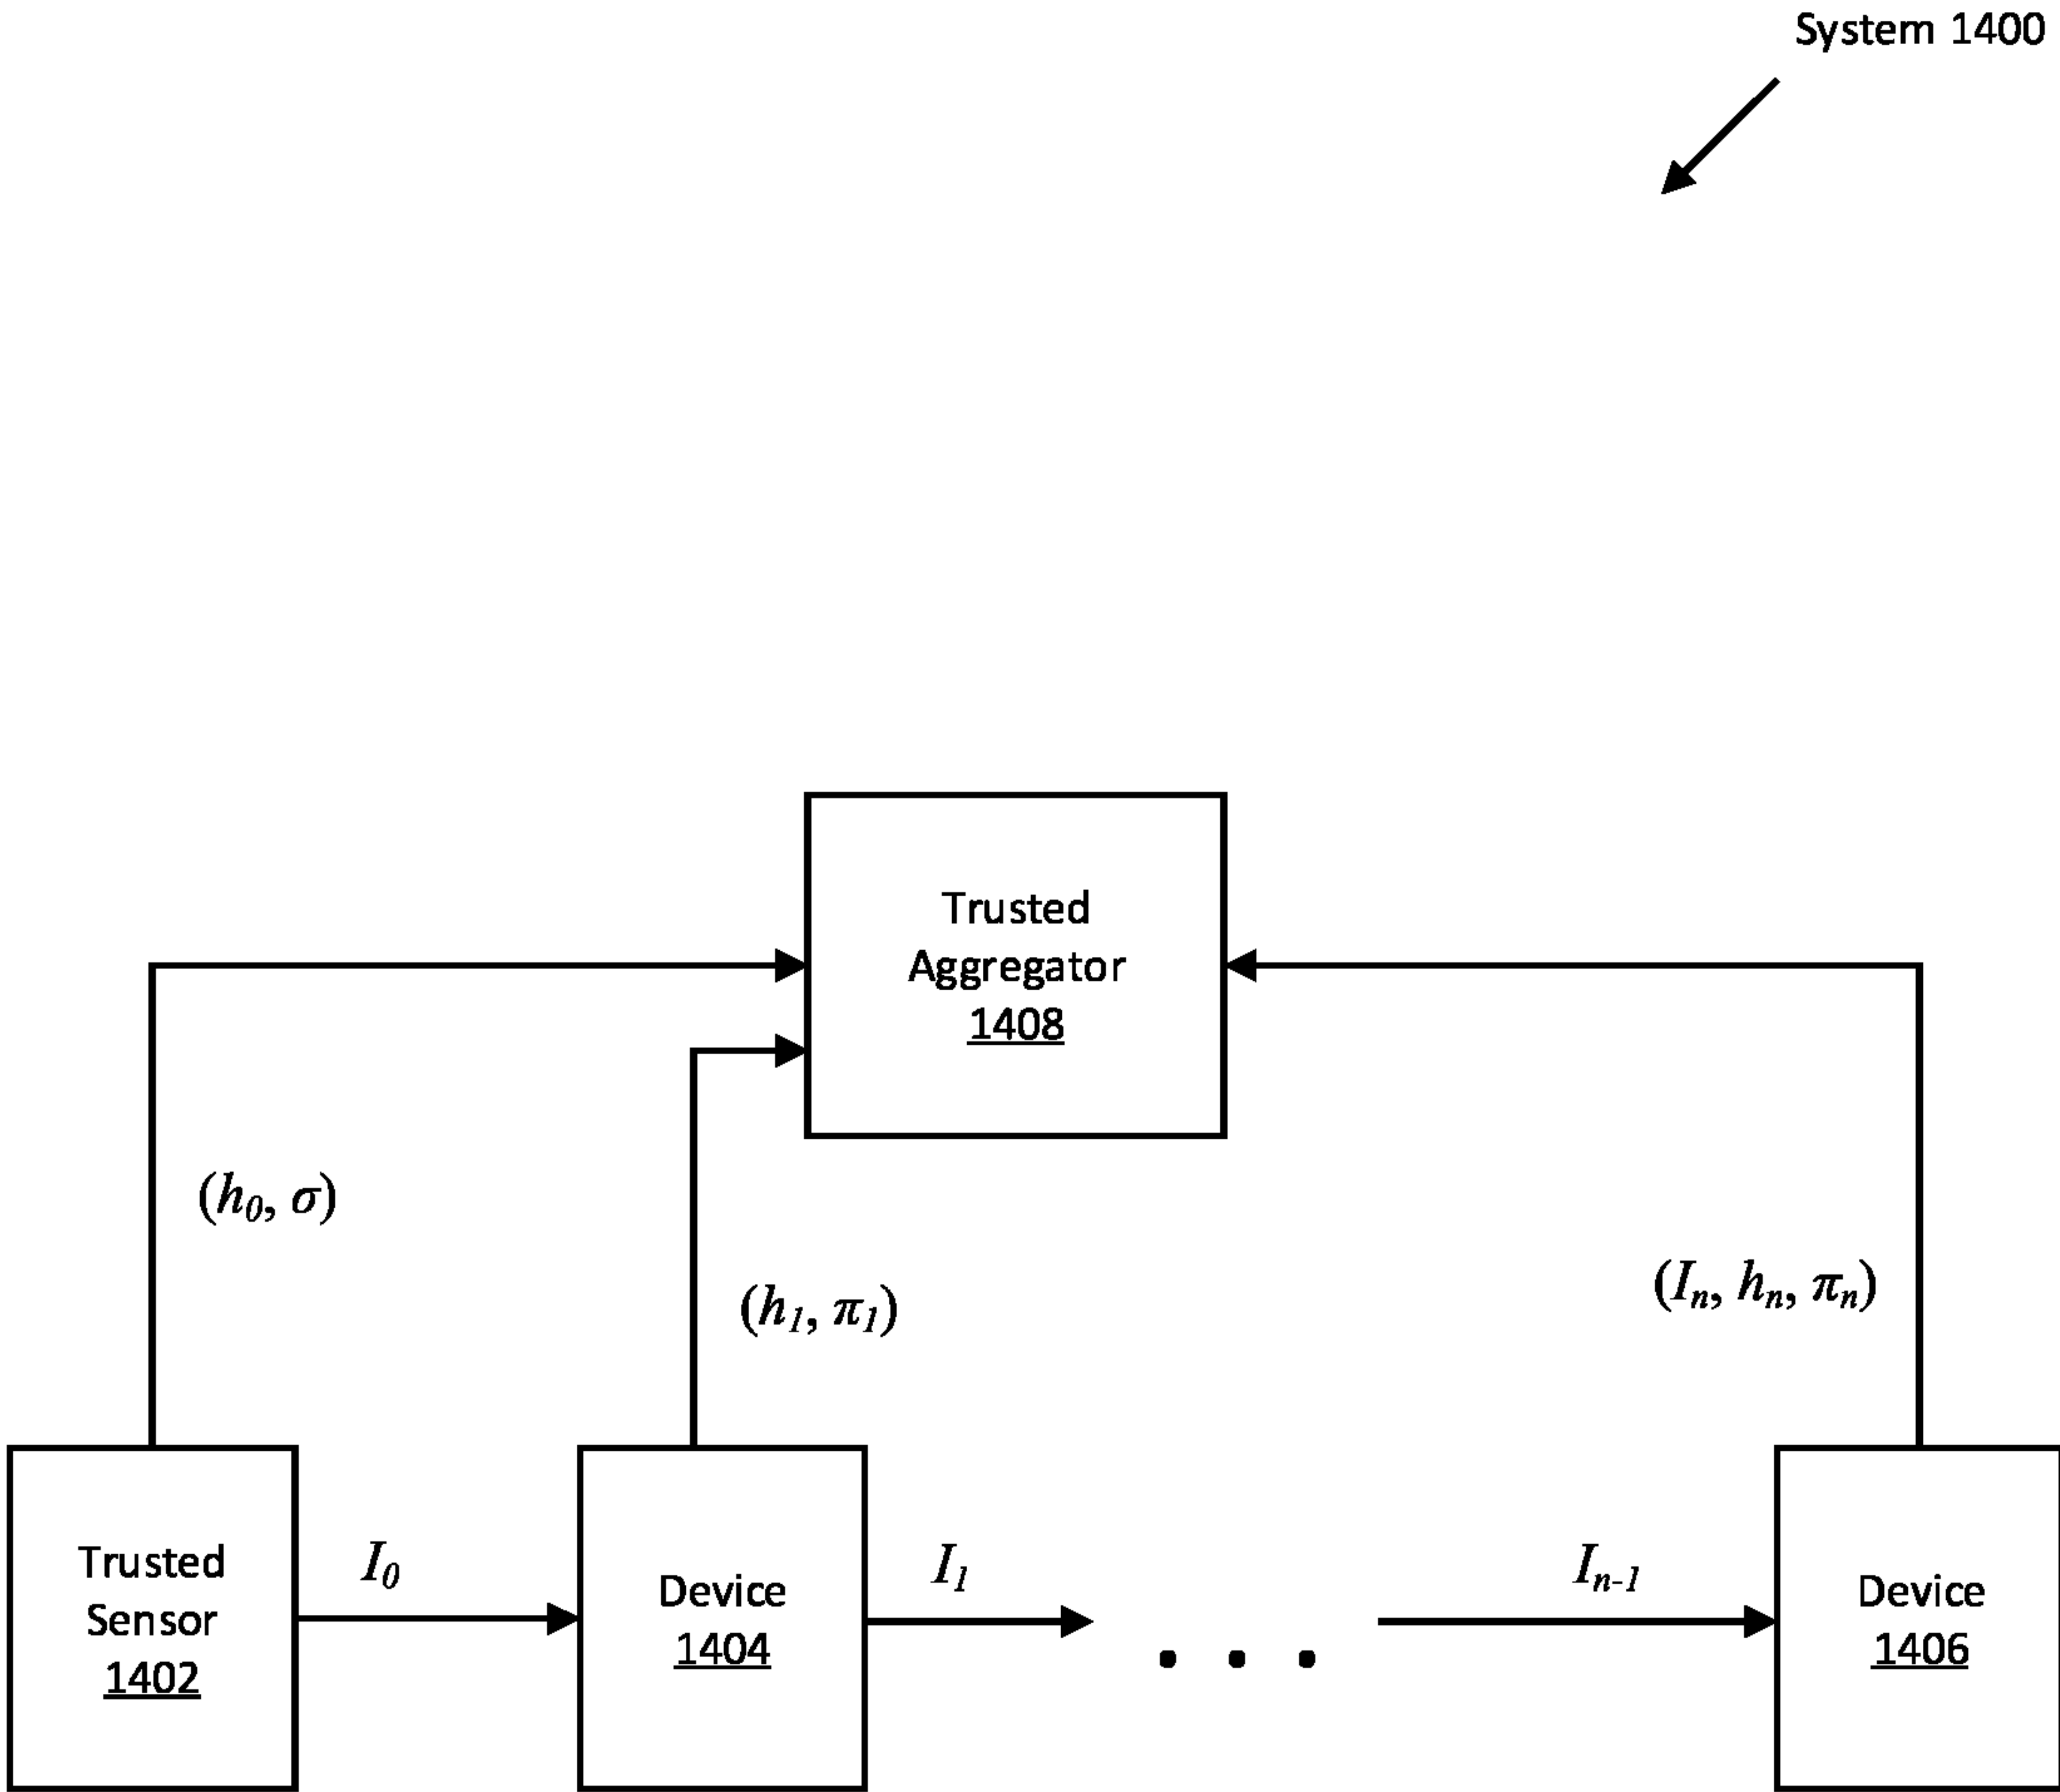 System 1400
Trusted
Aggregator
1408
(h₀, σ)
(h₁, π₁)
(Iₙ, hₙ, πₙ)
Trusted
Sensor
1402
I₀
Device
1404
I₁
. . .
Iₙ₋₁
Device
1406